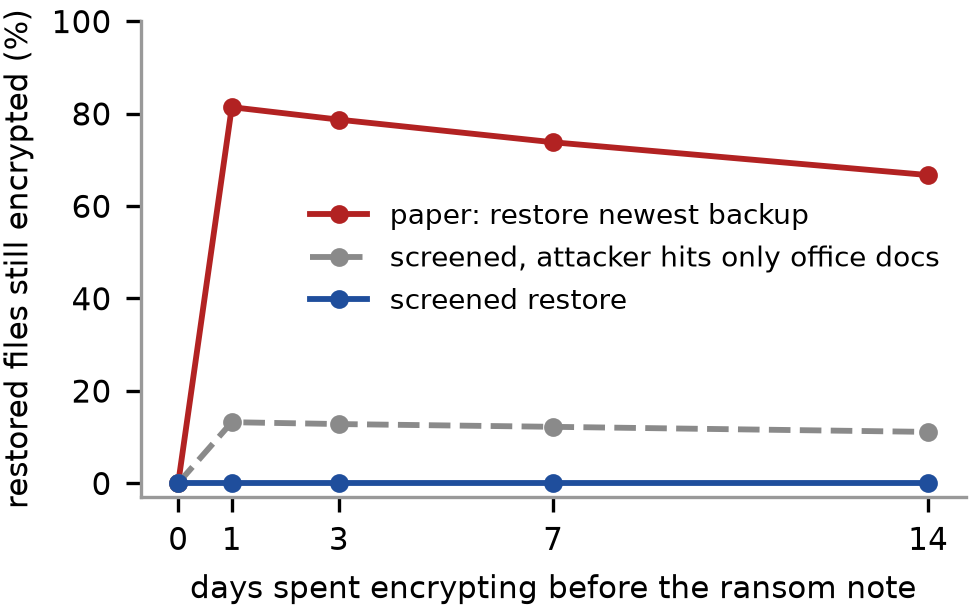 restored files still encrypted (%)
100
80
60
40
20
0
paper: restore newest backup
screened, attacker hits only office docs
screened restore
0 1 3 7 14
days spent encrypting before the ransom note